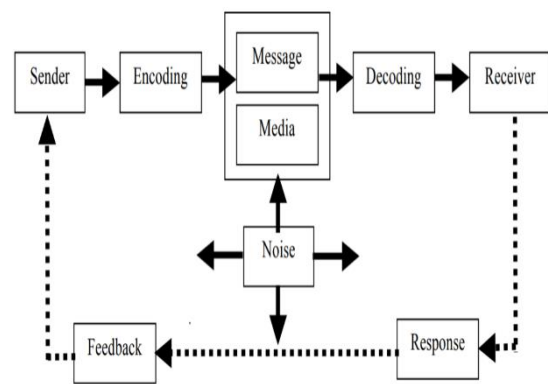 Sender
Encoding
Message
Media
Decoding
Receiver
Noise
Feedback
Response